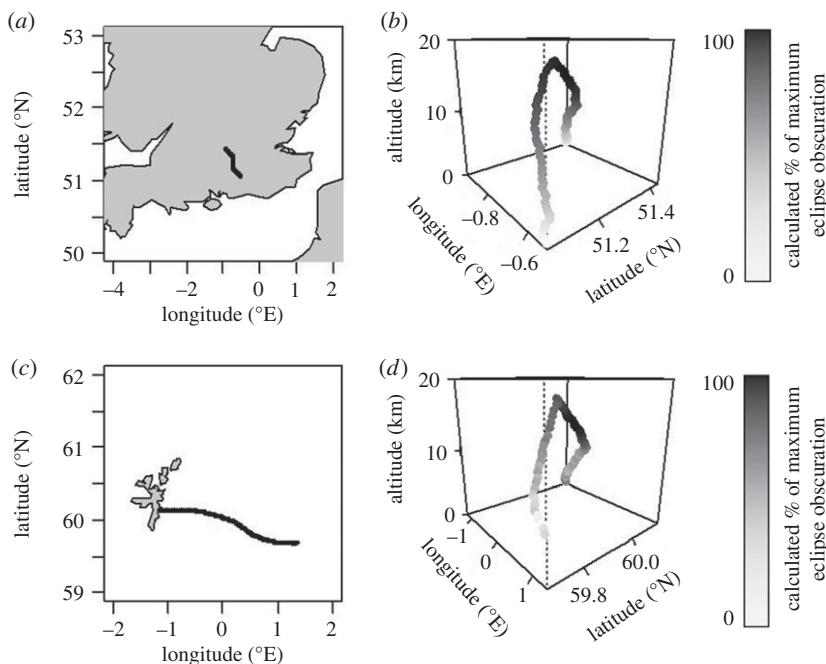 (a)
53
52
51
50
latitude (°N)
–4
–2
–1
0
1
2
longitude (°E)
(b)
20
10
0
altitude (km)
–0.8
–0.6
longitude (°E)
51.2
51.4
latitude (°N)
100
0
calculated % of maximum
eclipse obscuration
(c)
62
61
60
59
latitude (°N)
–2
–1
0
1
2
longitude (°E)
(d)
20
10
0
altitude (km)
–1
0
1
longitude (°E)
59.8
60.0
latitude (°N)
100
0
calculated % of maximum
eclipse obscuration